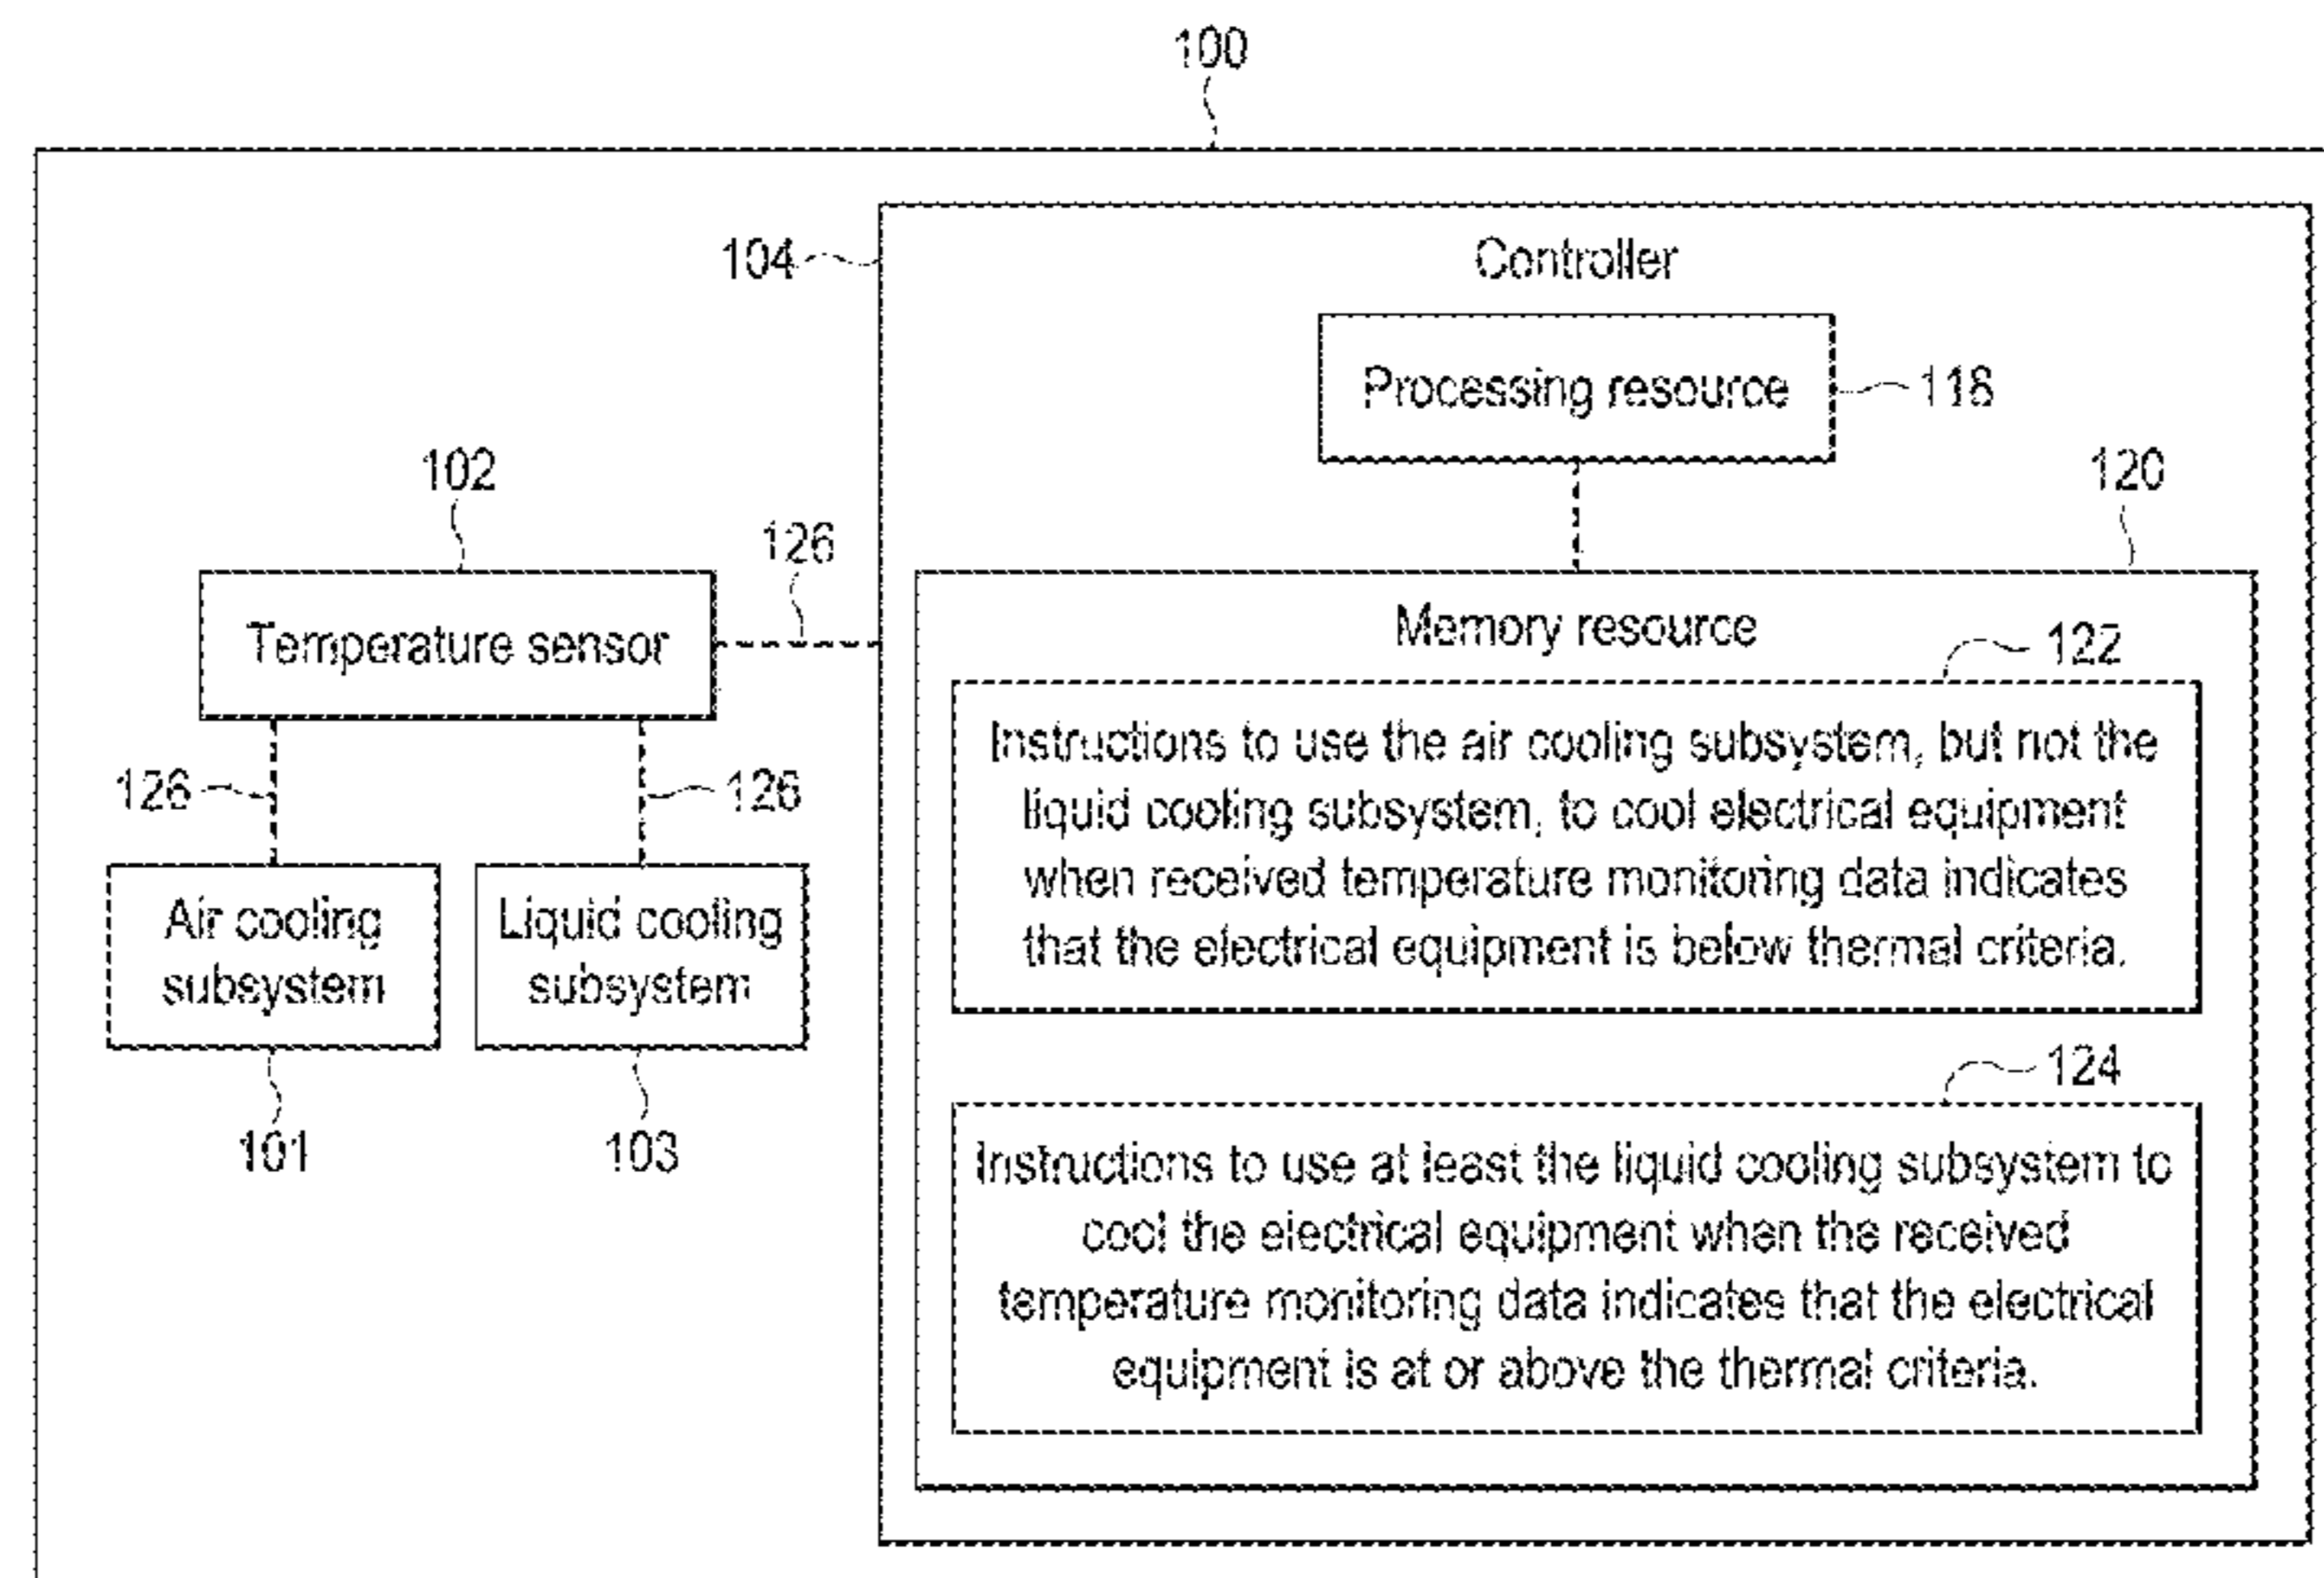 100
104
Controller
Processing resource
118
102
120
126
Temperature sensor
Memory resource
122
Instructions to use the air cooling subsystem, but not the
liquid cooling subsystem, to cool electrical equipment
when received temperature monitoring data indicates
that the electrical equipment is below thermal criteria.
126
126
Air cooling
subsystem
Liquid cooling
subsystem
101
103
124
Instructions to use at least the liquid cooling subsystem to
cool the electrical equipment when the received
temperature monitoring data indicates that the electrical
equipment is at or above the thermal criteria.